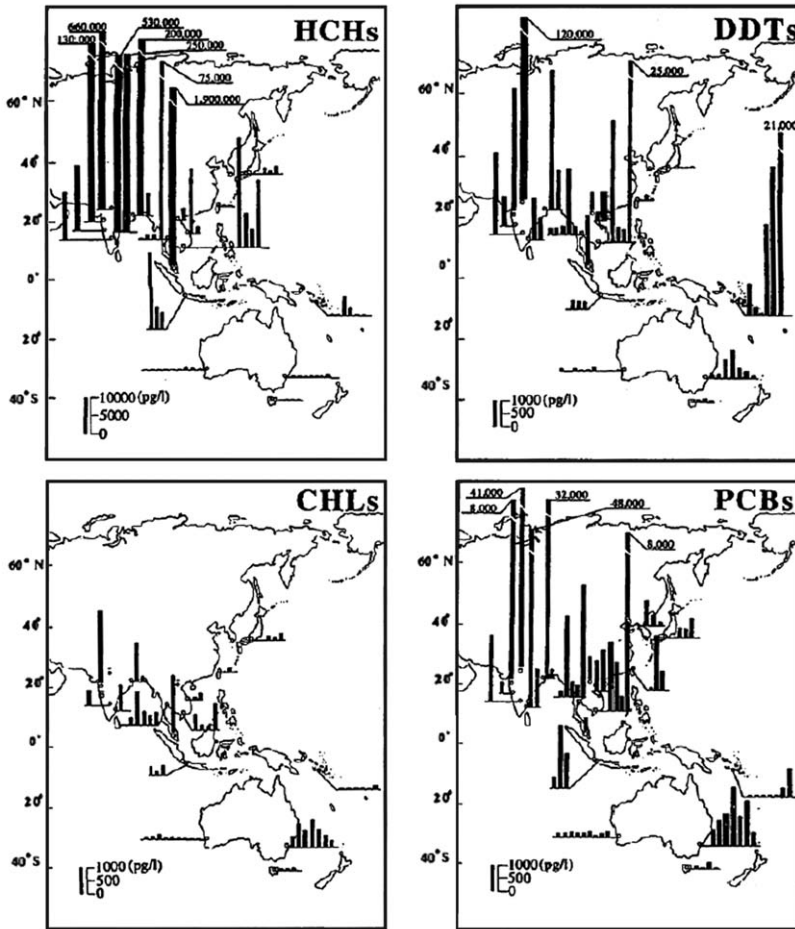 HCHs
660.000
530.000
130.000
200.000
250.000
75.000
1.900.000
60° N
40°
20°
0°
20°
40°S
10000 (pg/l)
5000
0
DDTs
120.000
25.000
21.000
60° N
40°
20°
0°
20°
40°S
1000 (pg/l)
500
0
CHLs
60° N
40°
20°
0°
20°
40°S
1000 (pg/l)
500
0
PCBs
41.000
8.000
32.000
48.000
8.000
60° N
40°
20°
0°
20°
40°S
1000 (pg/l)
500
0